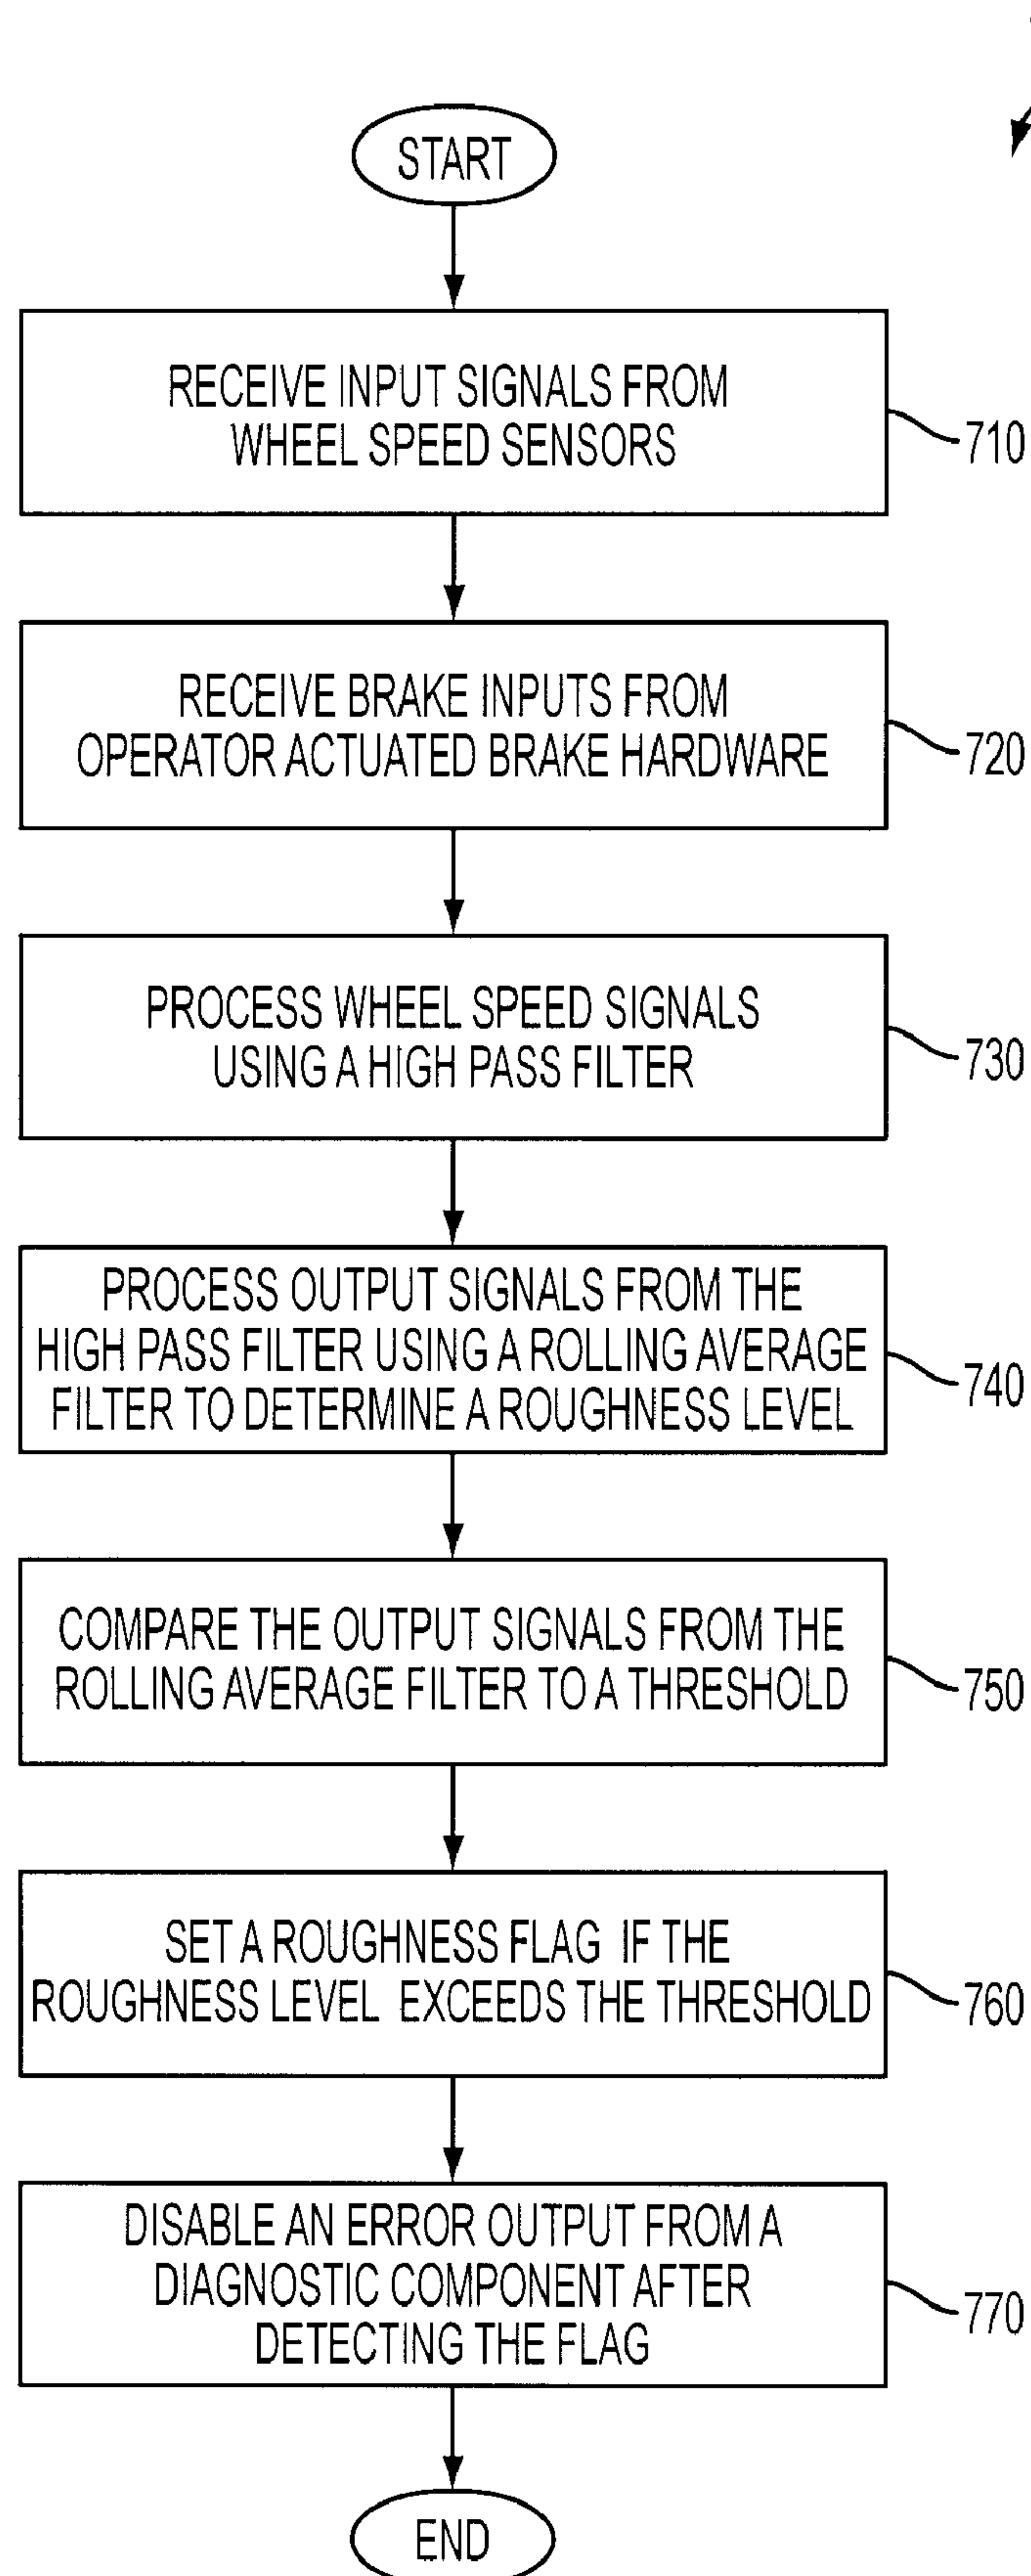 START
RECEIVE INPUT SIGNALS FROM
WHEEL SPEED SENSORS
710
RECEIVE BRAKE INPUTS FROM
OPERATOR ACTUATED BRAKE HARDWARE
720
PROCESS WHEEL SPEED SIGNALS
USING A HIGH PASS FILTER
730
PROCESS OUTPUT SIGNALS FROM THE
HIGH PASS FILTER USING A ROLLING AVERAGE
FILTER TO DETERMINE A ROUGHNESS LEVEL
740
COMPARE THE OUTPUT SIGNALS FROM THE
ROLLING AVERAGE FILTER TO A THRESHOLD
750
SET A ROUGHNESS FLAG IF THE
ROUGHNESS LEVEL EXCEEDS THE THRESHOLD
760
DISABLE AN ERROR OUTPUT FROM A
DIAGNOSTIC COMPONENT AFTER
DETECTING THE FLAG
770
END